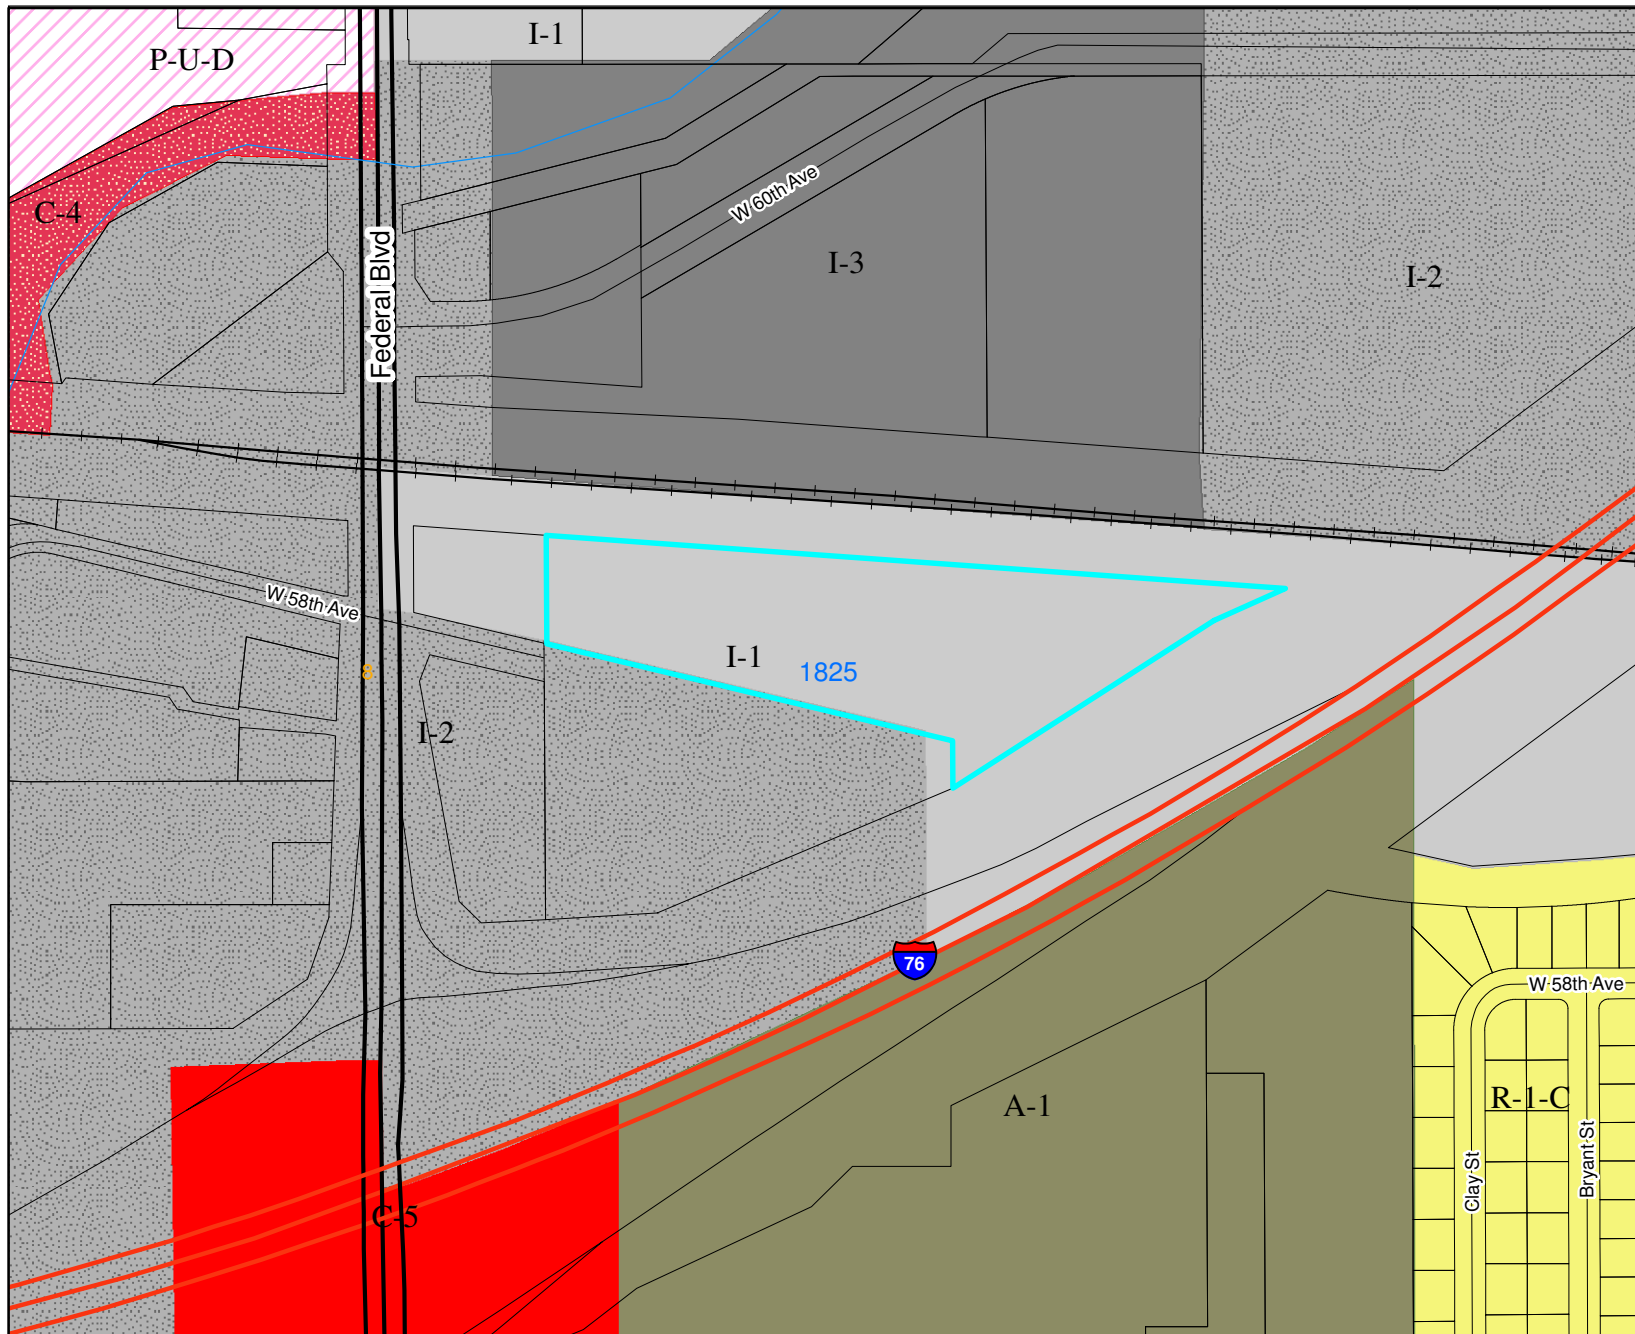 I-1
P-U-D
W 60th Ave
C-4
Federal Blvd
I-3
I-2
W 58th Ave
I-1
1825
8
I-2
76
W 58th Ave
R-1-C
A-1
Clay St
Bryant St
C-5